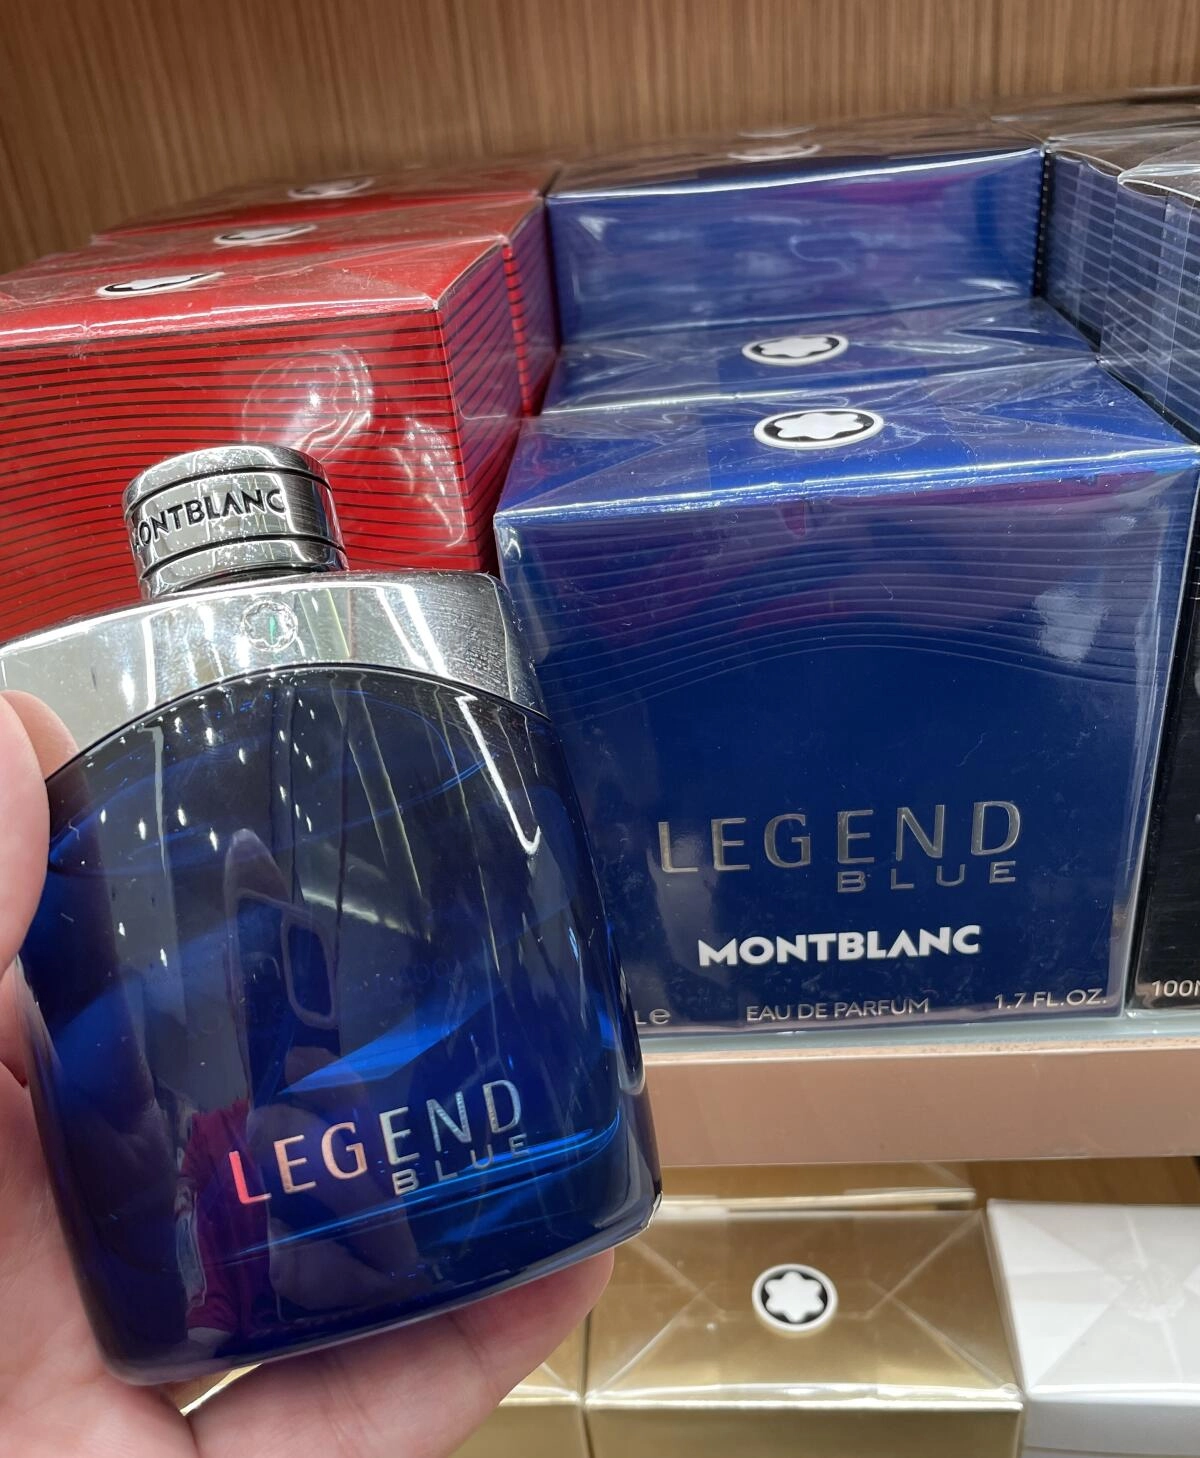 MONTBLANC
LEGEND
BLUE
LEGEND
BLUE
MONTBLANC
EAU DE PARFUM
1.7 FL.OZ.